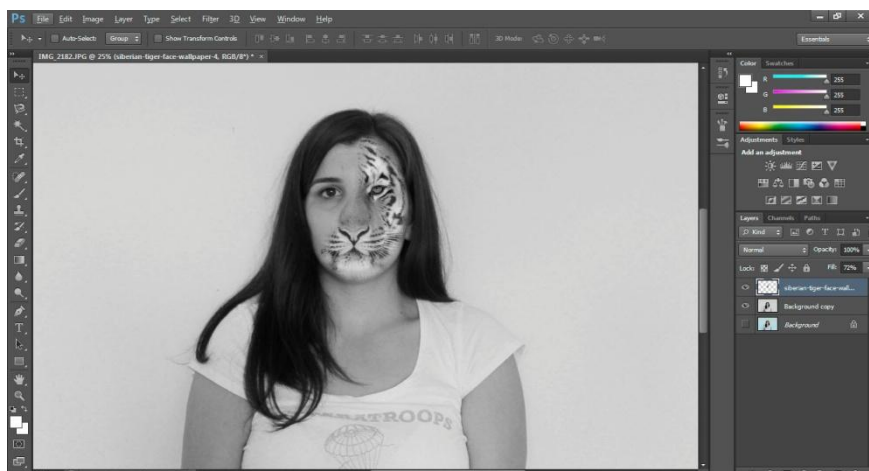 Ps File Edit Image Layer Type Select Filter 3D View Window Help
Auto-Select: Group Show Transform Controls 3D Mode: Essentials
IMG_2182.JPG @ 25% (siberian-tiger-face-wallpaper-4, RGB/8*) * ×
Color Swatches
R 255
G 255
B 255
Adjustments Styles
Add an adjustment
Layers Channels Paths
Kind
Normal Opacity: 100%
Lock: Fill: 72%
siberian-tiger-face-wall...
Background copy
Background
PARATROOPS